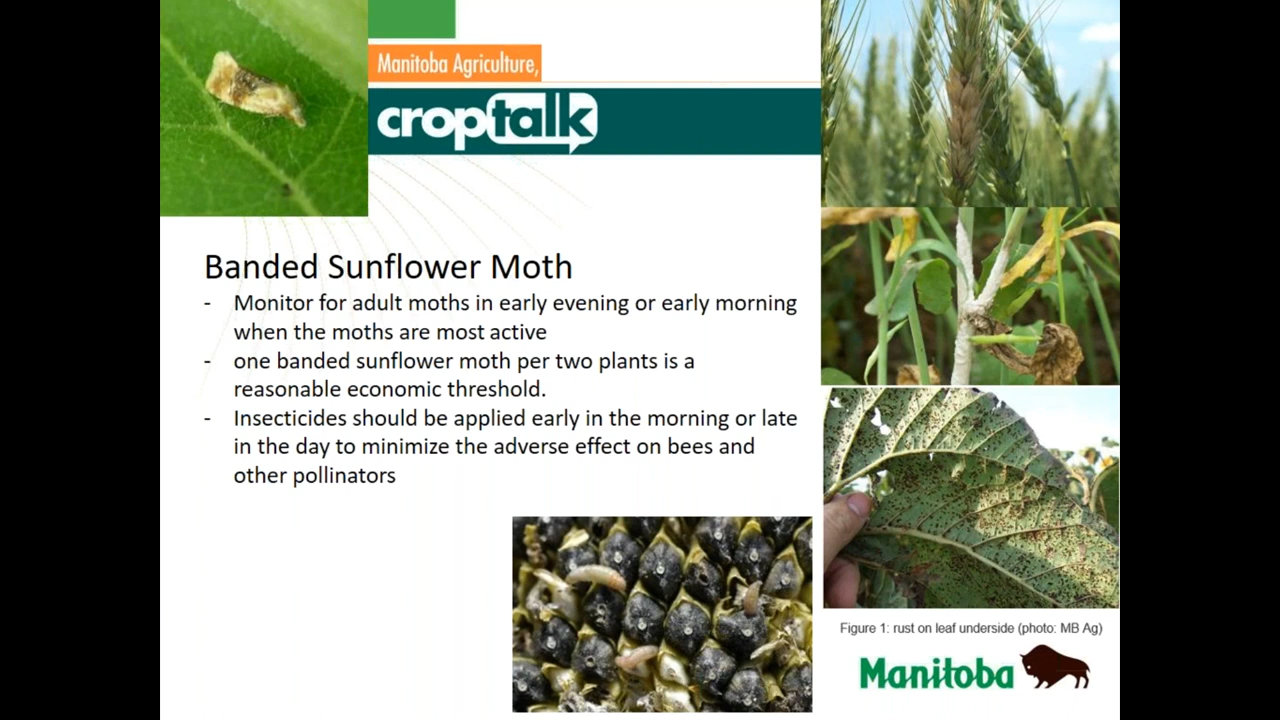 Manitoba Agriculture,
croptalk
Banded Sunflower Moth
- Monitor for adult moths in early evening or early morning
when the moths are most active
- one banded sunflower moth per two plants is a
reasonable economic threshold.
- Insecticides should be applied early in the morning or late
in the day to minimize the adverse effect on bees and
other pollinators
Figure 1: rust on leaf underside (photo: MB Ag)
Manitoba